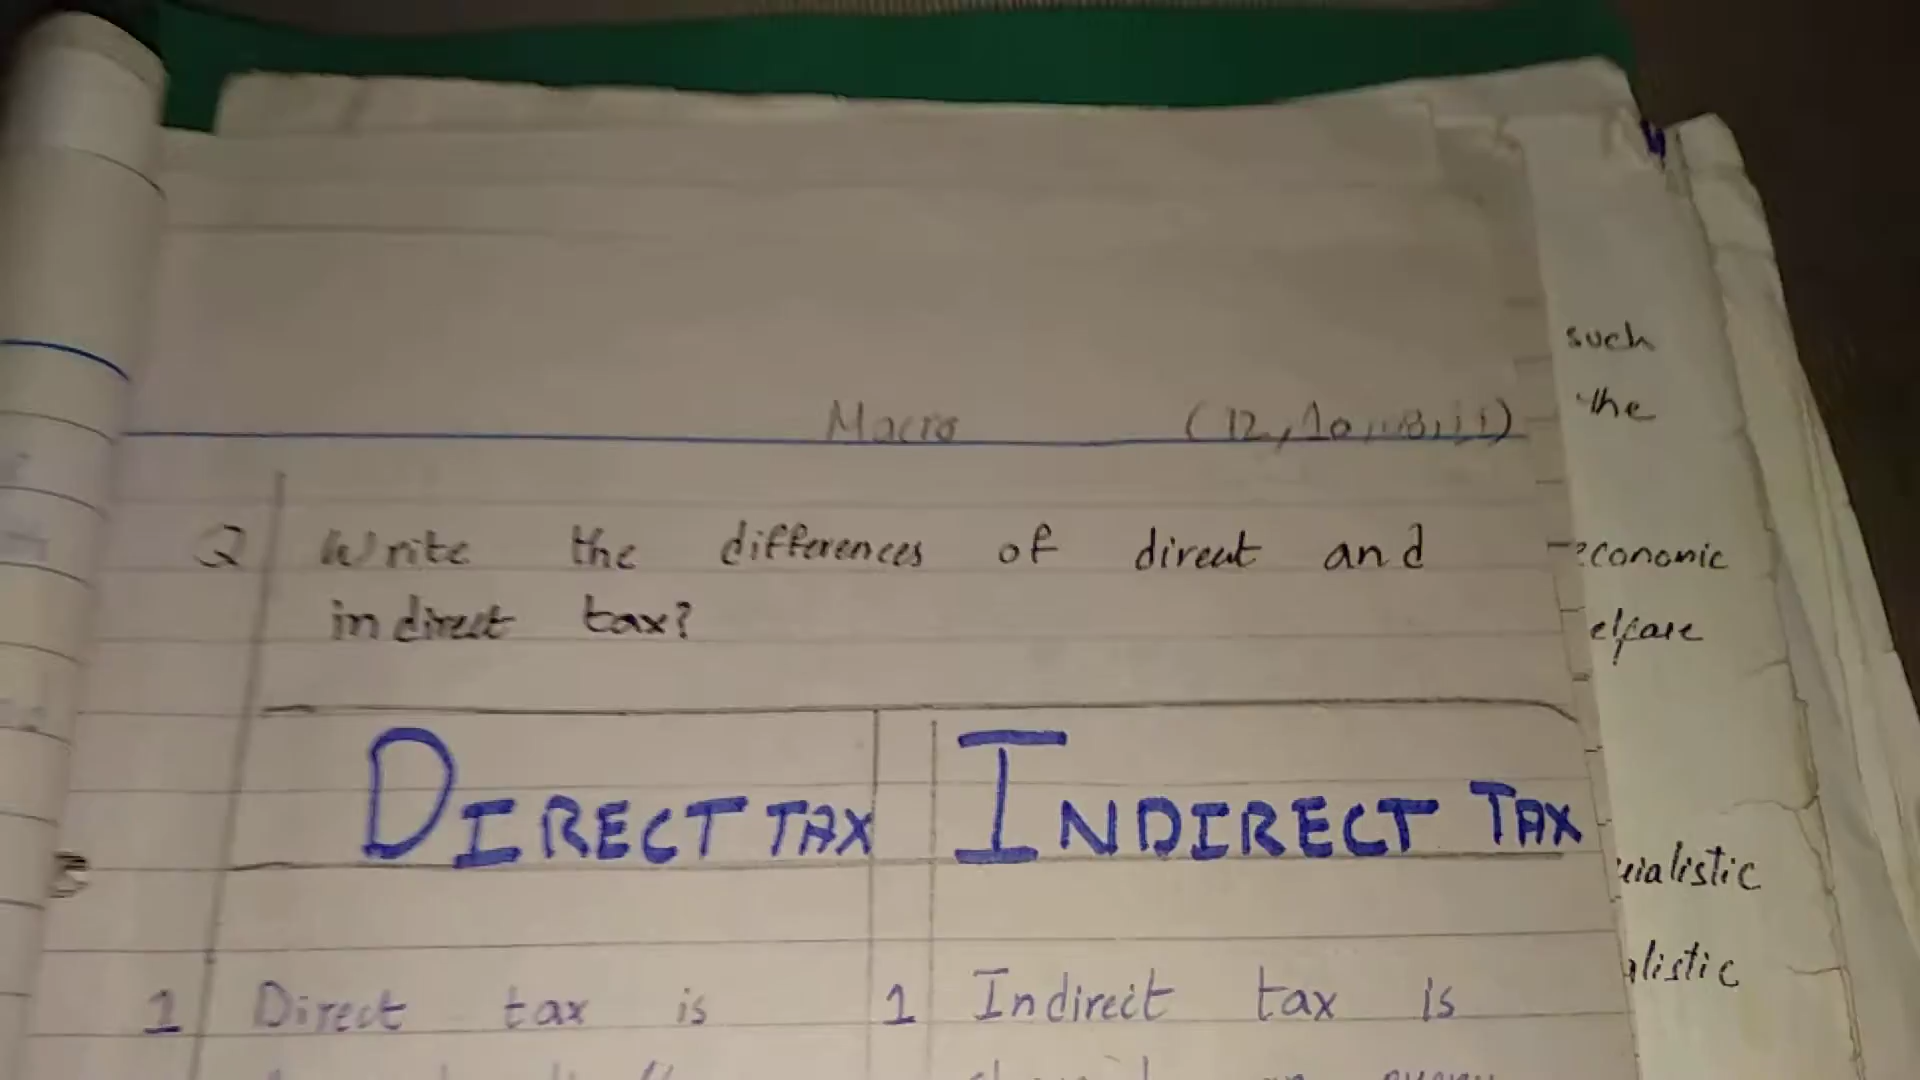 Macro (12, 10, 8, 11)
Q Write the differences of direct and
indirect tax?
DIRECT TAX INDIRECT TAX
1 Direct tax is
1 Indirect tax is
such
the
economic
elfare
ialistic
alistic